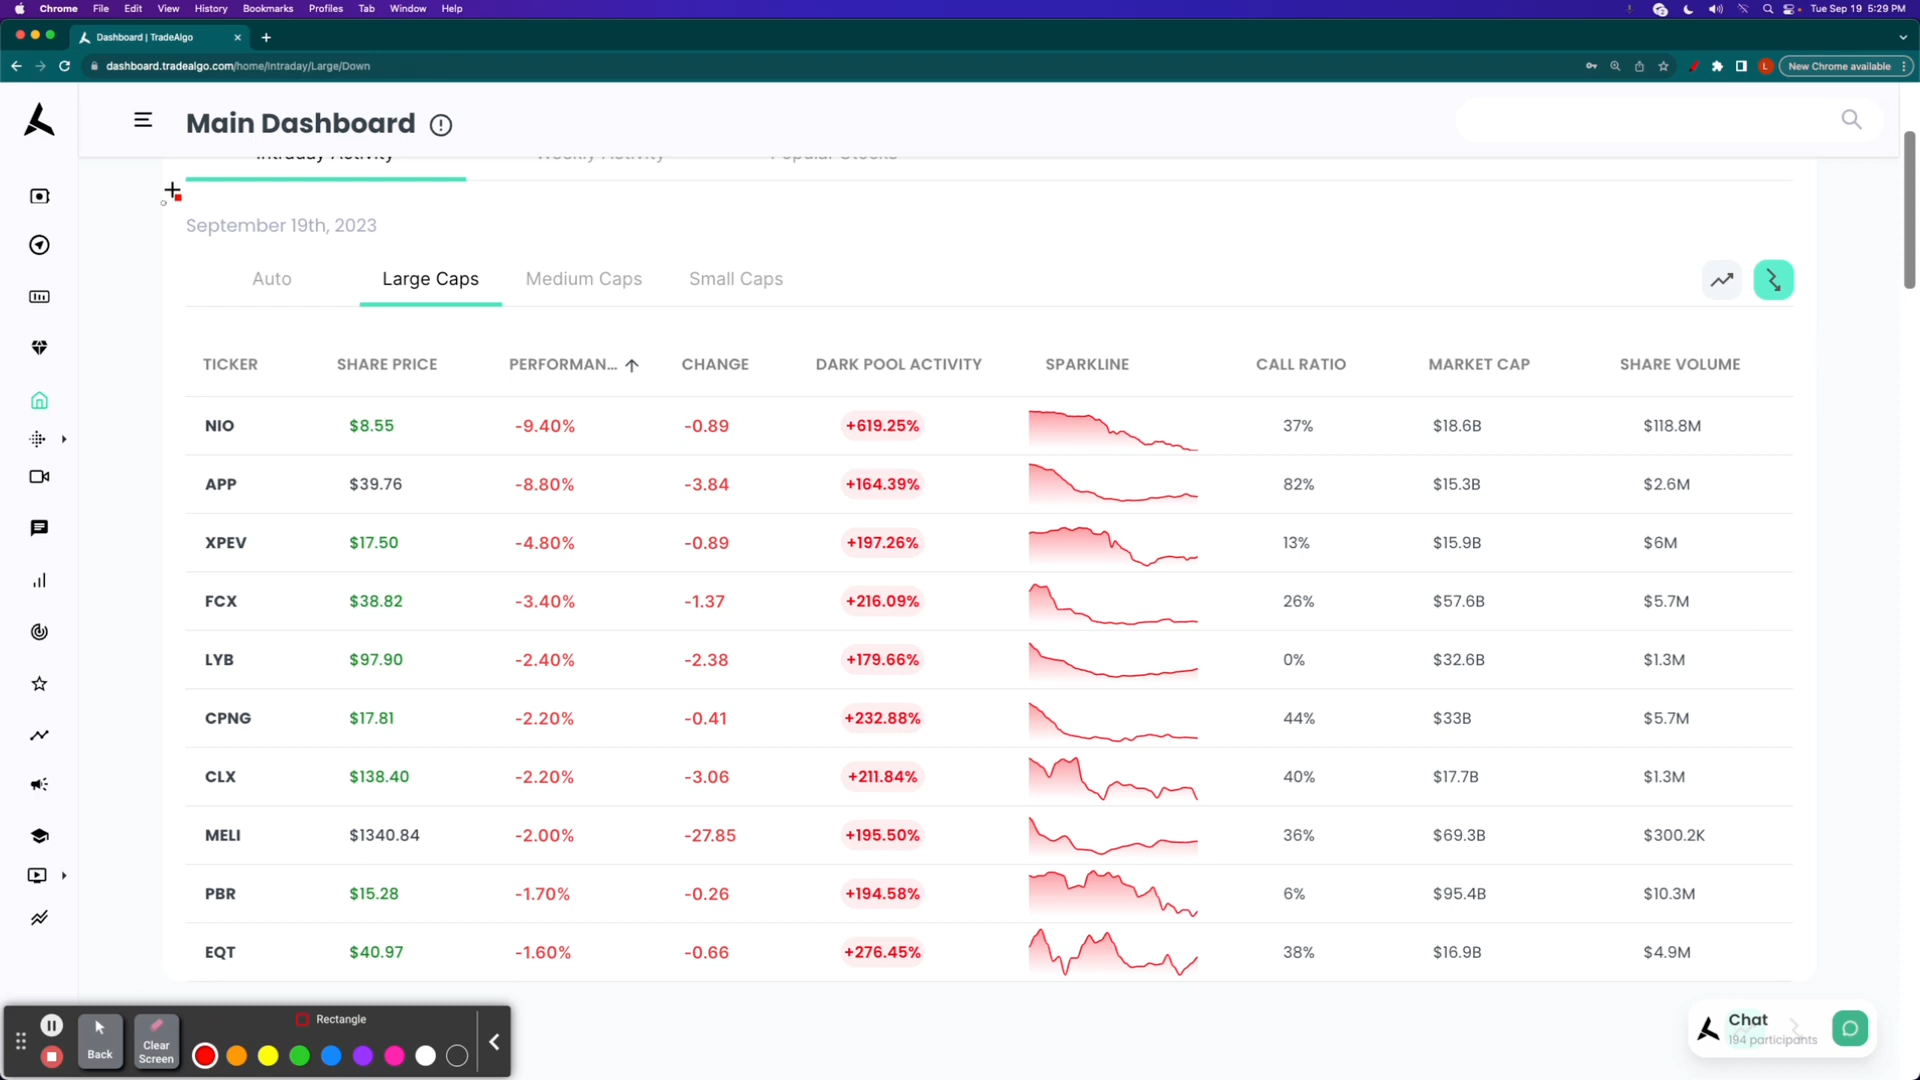 Chrome File Edit View History Bookmarks Profiles Tab Window Help Tue Sep 19 5:29 PM
Dashboard | TradeAlgo
dashboard.tradealgo.com/home/Intraday/Large/Down New Chrome available
Main Dashboard
Intraday Activity Weekly Activity Popular Stocks
September 19th, 2023
Auto Large Caps Medium Caps Small Caps
TICKER SHARE PRICE PERFORMAN... CHANGE DARK POOL ACTIVITY SPARKLINE CALL RATIO MARKET CAP SHARE VOLUME
NIO $8.55 -9.40% -0.89 +619.25% 37% $18.6B $118.8M
APP $39.76 -8.80% -3.84 +164.39% 82% $15.3B $2.6M
XPEV $17.50 -4.80% -0.89 +197.26% 13% $15.9B $6M
FCX $38.82 -3.40% -1.37 +216.09% 26% $57.6B $5.7M
LYB $97.90 -2.40% -2.38 +179.66% 0% $32.6B $1.3M
CPNG $17.81 -2.20% -0.41 +232.88% 44% $33B $5.7M
CLX $138.40 -2.20% -3.06 +211.84% 40% $17.7B $1.3M
MELI $1340.84 -2.00% -27.85 +195.50% 36% $69.3B $300.2K
PBR $15.28 -1.70% -0.26 +194.58% 6% $95.4B $10.3M
EQT $40.97 -1.60% -0.66 +276.45% 38% $16.9B $4.9M
Rectangle
Back
Clear Screen
Chat
194 participants